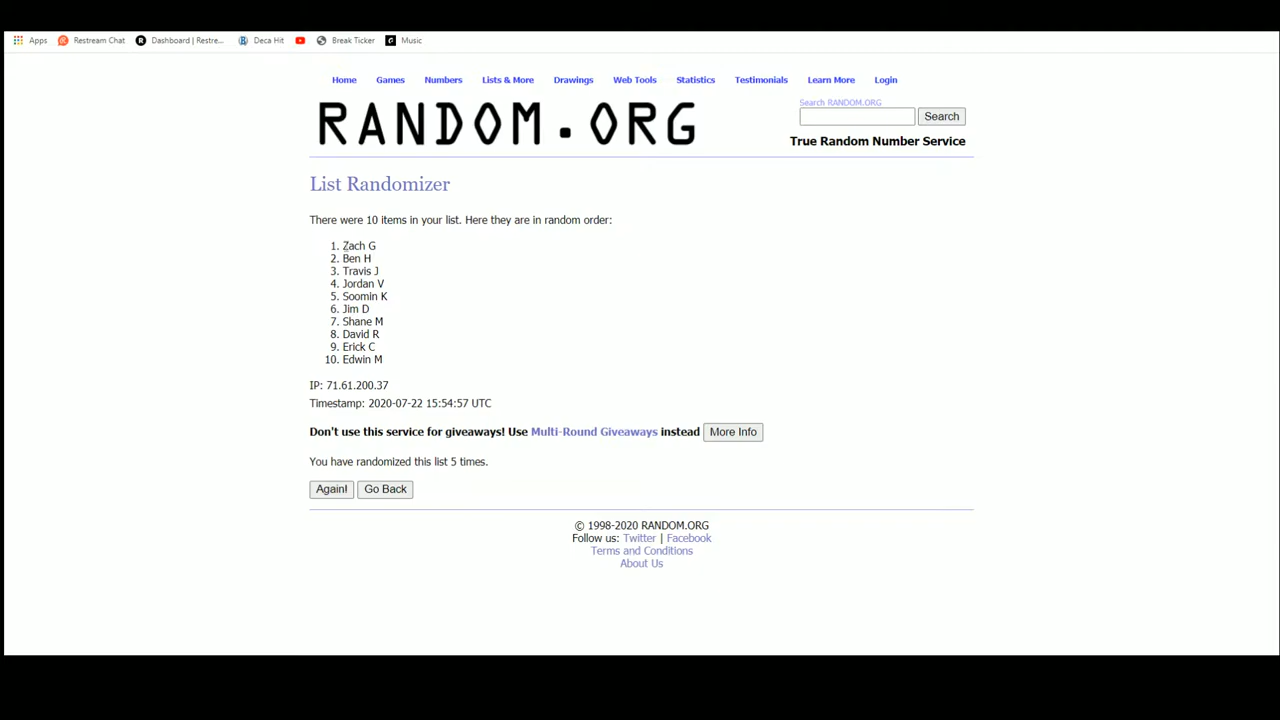 Apps Restream Chat Dashboard | Restre... Deca Hit Break Ticker Music
Home Games Numbers Lists & More Drawings Web Tools Statistics Testimonials Learn More Login
RANDOM.ORG
Search RANDOM.ORG
Search
True Random Number Service
List Randomizer
There were 10 items in your list. Here they are in random order:
1. Zach G
2. Ben H
3. Travis J
4. Jordan V
5. Soomin K
6. Jim D
7. Shane M
8. David R
9. Erick C
10. Edwin M
IP: 71.61.200.37
Timestamp: 2020-07-22 15:54:57 UTC
Don't use this service for giveaways! Use Multi-Round Giveaways instead More Info
You have randomized this list 5 times.
Again! Go Back
© 1998-2020 RANDOM.ORG
Follow us: Twitter | Facebook
Terms and Conditions
About Us